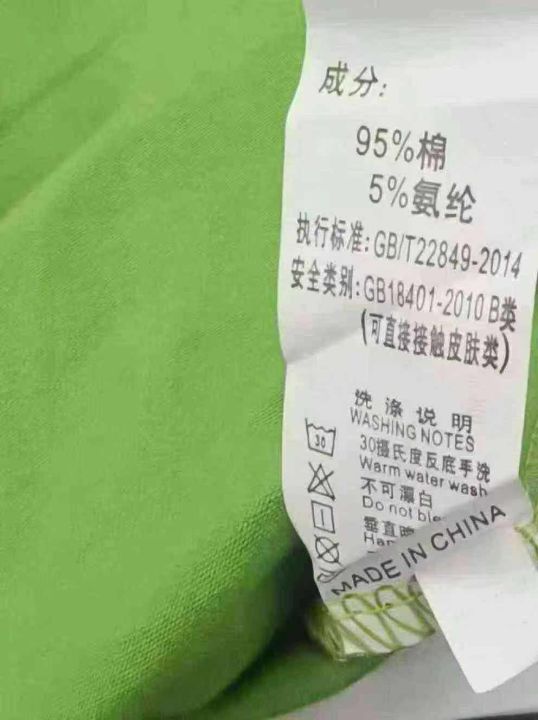 成分:
95%棉
5%氨纶
执行标准:GB/T22849-2014
安全类别:GB18401-2010 B类
(可直接接触皮肤类)
洗涤说明
WASHING NOTES
30
30摄氏度反底手洗
Warm water wash
不可漂白
Do not
垂直
MADE IN CHINA